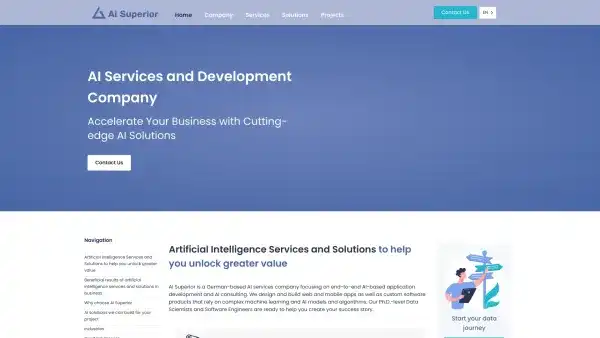 AI Superior
Home Company Services Solutions Projects
Contact Us
EN
AI Services and Development
Company
Accelerate Your Business with Cutting-
edge AI Solutions
Contact Us
Navigation
Artificial Intelligence Services and
Solutions to help you unlock greater
value
Beneficial results of artificial
intelligence services and solutions in
business
Why choose AI Superior
AI solutions we can build for your
project
Artificial Intelligence Services and Solutions to help
you unlock greater value
AI Superior is a German-based AI services company focusing on end-to-end AI-based application
development and AI consulting. We design and build web and mobile apps as well as custom software
products that rely on complex machine learning and AI models and algorithms. Our Ph.D.-level Data
Scientists and Software Engineers are ready to help you create your success story.
Start your data
journey